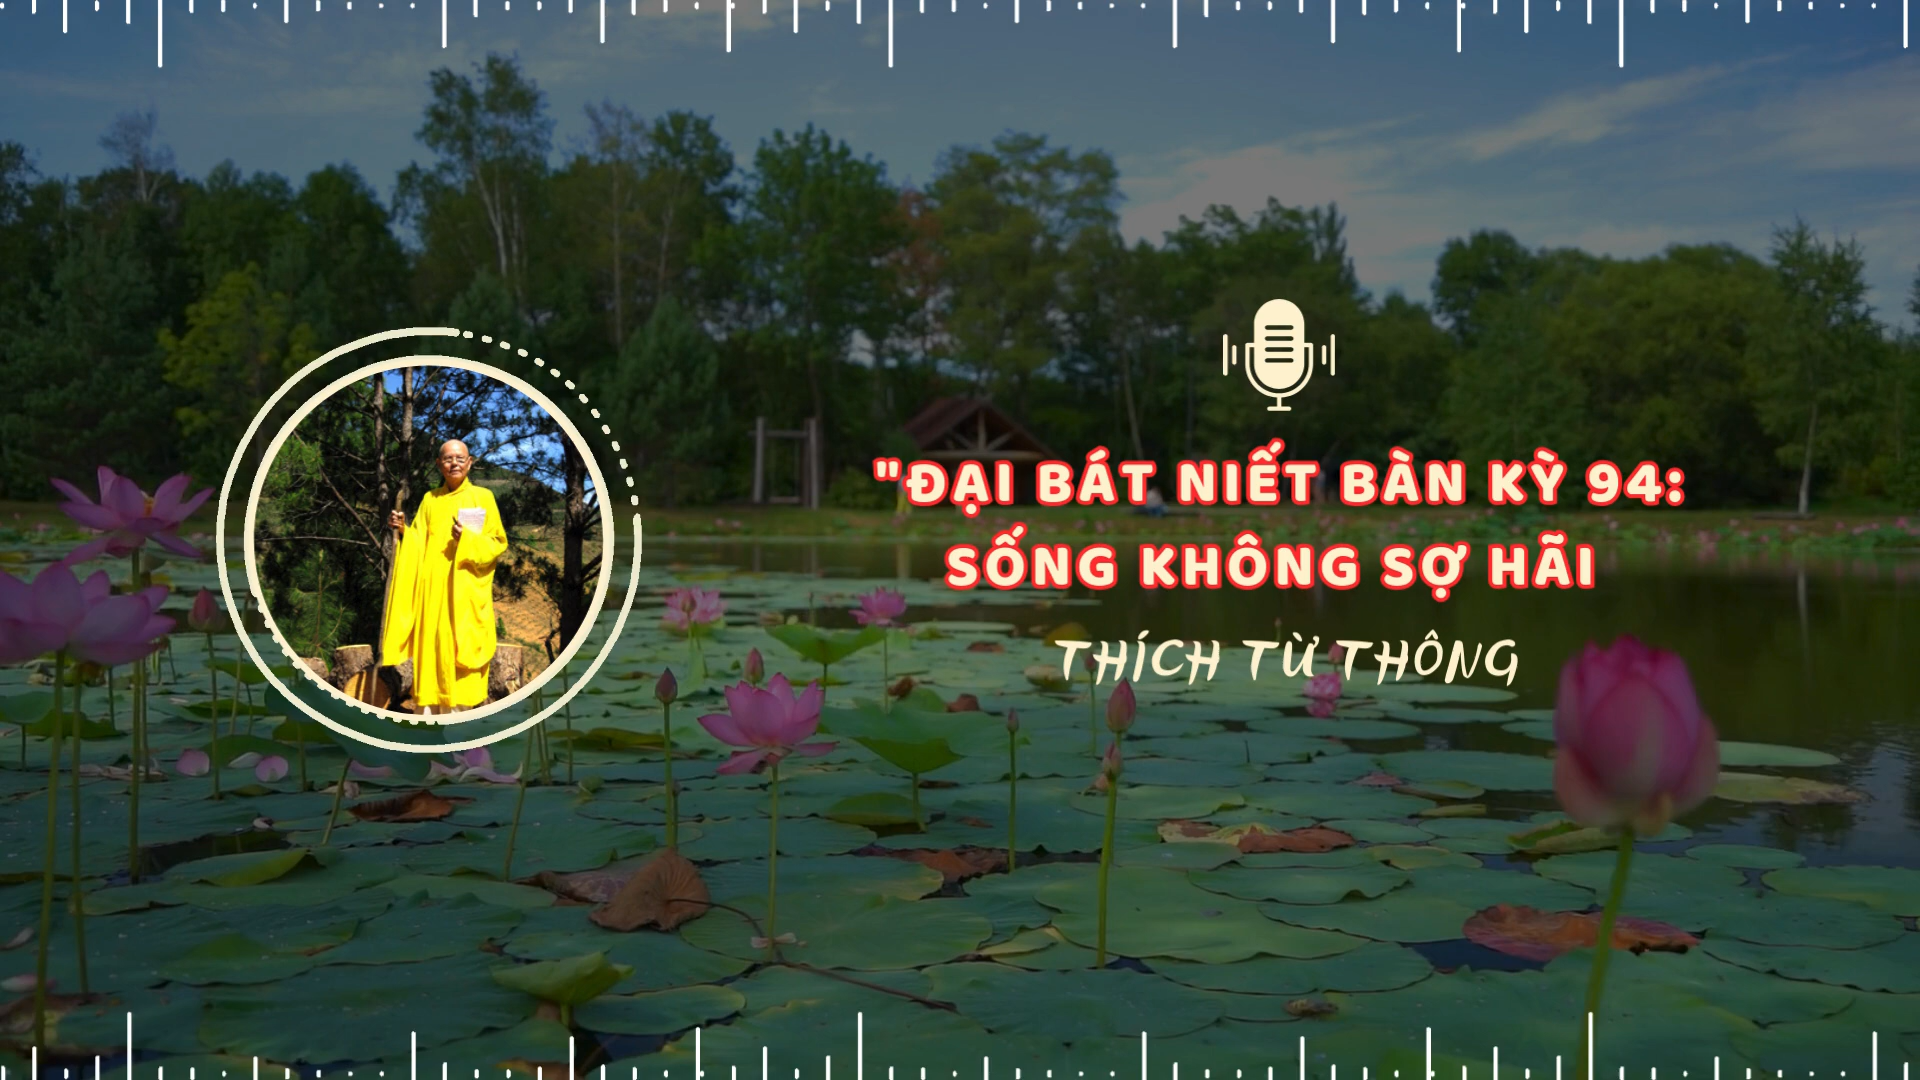 "ĐẠI BÁT NIẾT BÀN KỲ 94:
SỐNG KHÔNG SỢ HÃI
THÍCH TỪ THÔNG